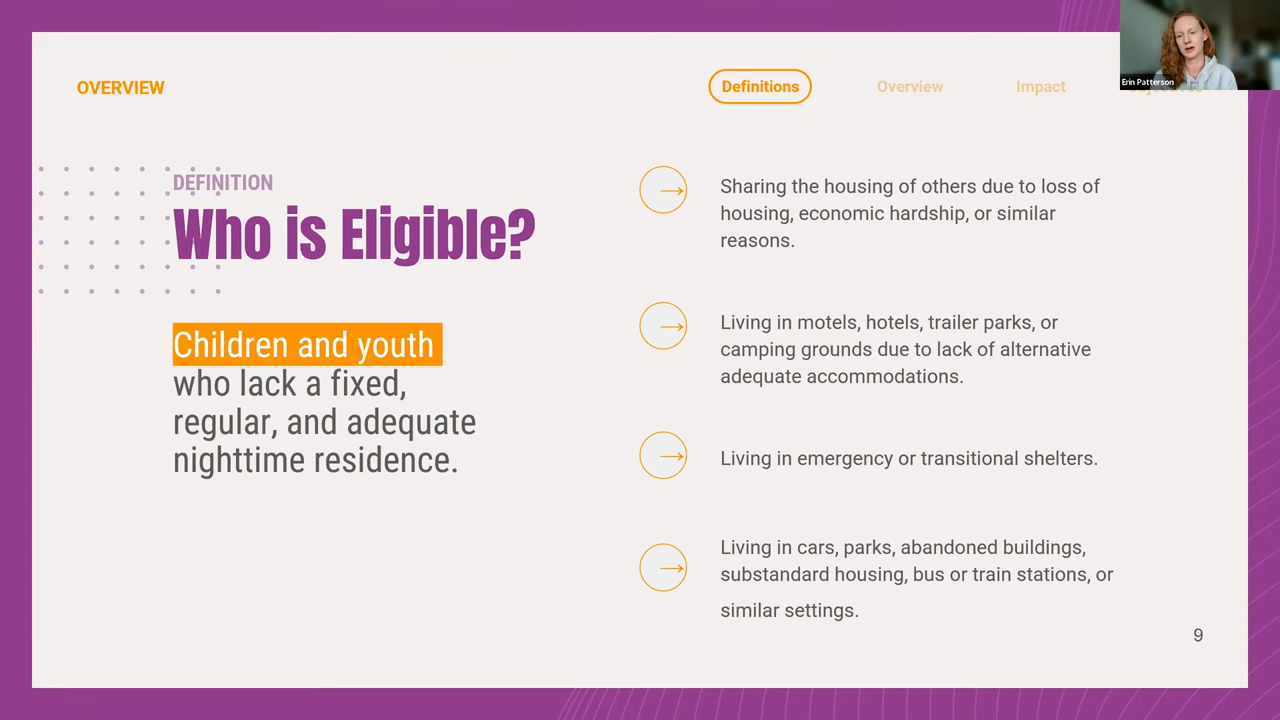 OVERVIEW
Definitions
Overview
Impact
Erin Patterson
DEFINITION
Who is Eligible?
Children and youth
who lack a fixed,
regular, and adequate
nighttime residence.
Sharing the housing of others due to loss of
housing, economic hardship, or similar
reasons.
Living in motels, hotels, trailer parks, or
camping grounds due to lack of alternative
adequate accommodations.
Living in emergency or transitional shelters.
Living in cars, parks, abandoned buildings,
substandard housing, bus or train stations, or
similar settings.
9